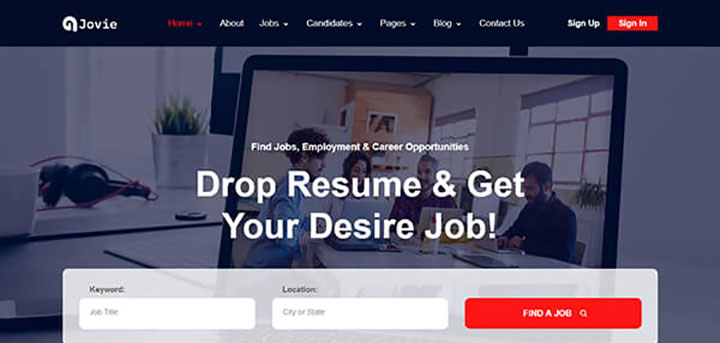 Jovie
Home About Jobs Candidates Pages Blog Contact Us Sign Up Sign In
Find Jobs, Employment & Career Opportunities
Drop Resume & Get
Your Desire Job!
Keyword: Location:
Job Title City or State FIND A JOB